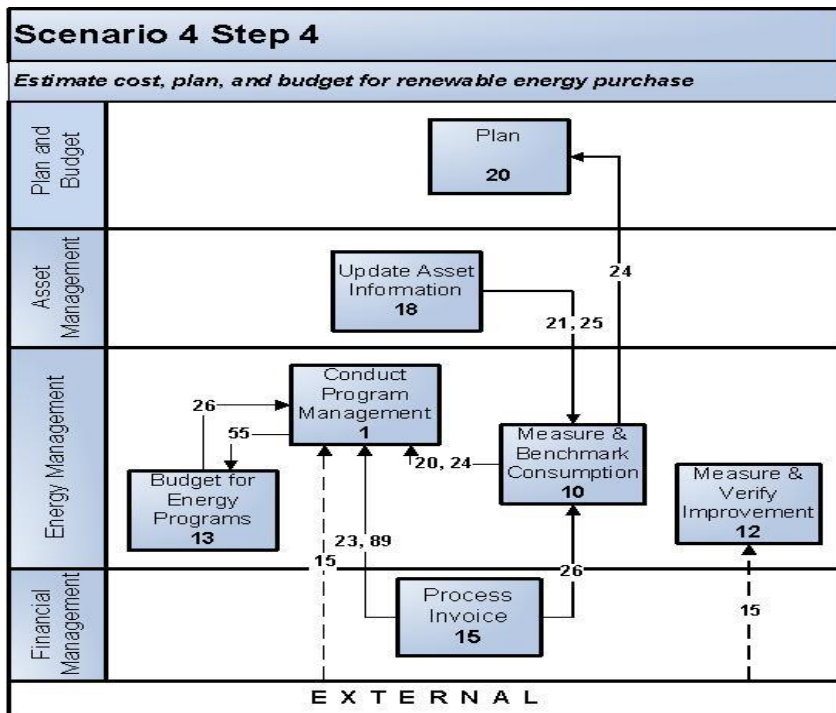 Scenario 4 Step 4
Estimate cost, plan, and budget for renewable energy purchase
Plan and
Budget
Plan
20
24
Asset
Management
Update Asset
Information
18
21, 25
Energy Management
Conduct
Program
Management
1
26
55
Budget for
Energy
Programs
13
20, 24
Measure &
Benchmark
Consumption
10
Measure &
Verify
Improvement
12
23, 89
15
26
15
Financial
Management
Process
Invoice
15
EXTERNAL